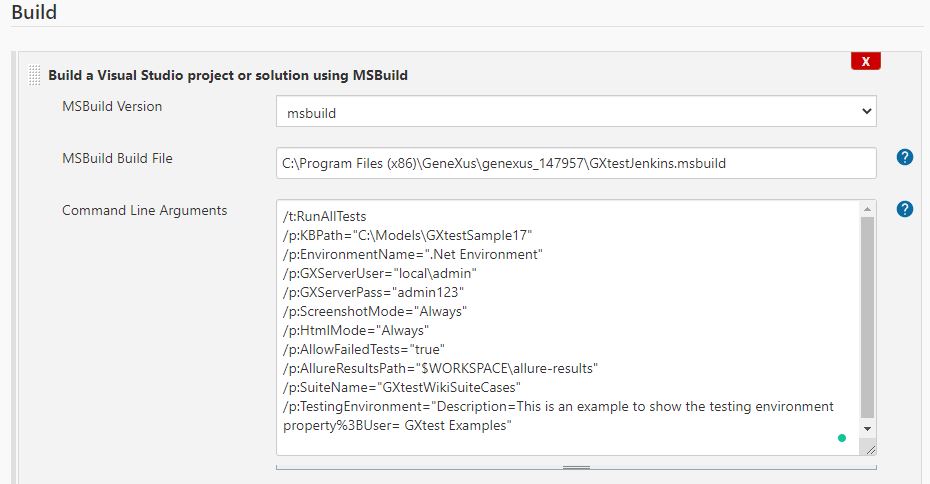 Build
Build a Visual Studio project or solution using MSBuild
X
MSBuild Version
msbuild
MSBuild Build File
C:\Program Files (x86)\GeneXus\genexus_147957\GXtestJenkins.msbuild
?
Command Line Arguments
/t:RunAllTests
/p:KBPath="C:\Models\GXtestSample17"
/p:EnvironmentName=".Net Environment"
/p:GXServerUser="local\admin"
/p:GXServerPass="admin123"
/p:ScreenshotMode="Always"
/p:HtmlMode="Always"
/p:AllowFailedTests="true"
/p:AllureResultsPath="$WORKSPACE\allure-results"
/p:SuiteName="GXtestWikiSuiteCases"
/p:TestingEnvironment="Description=This is an example to show the testing environment
property%3BUser= GXtest Examples"
?